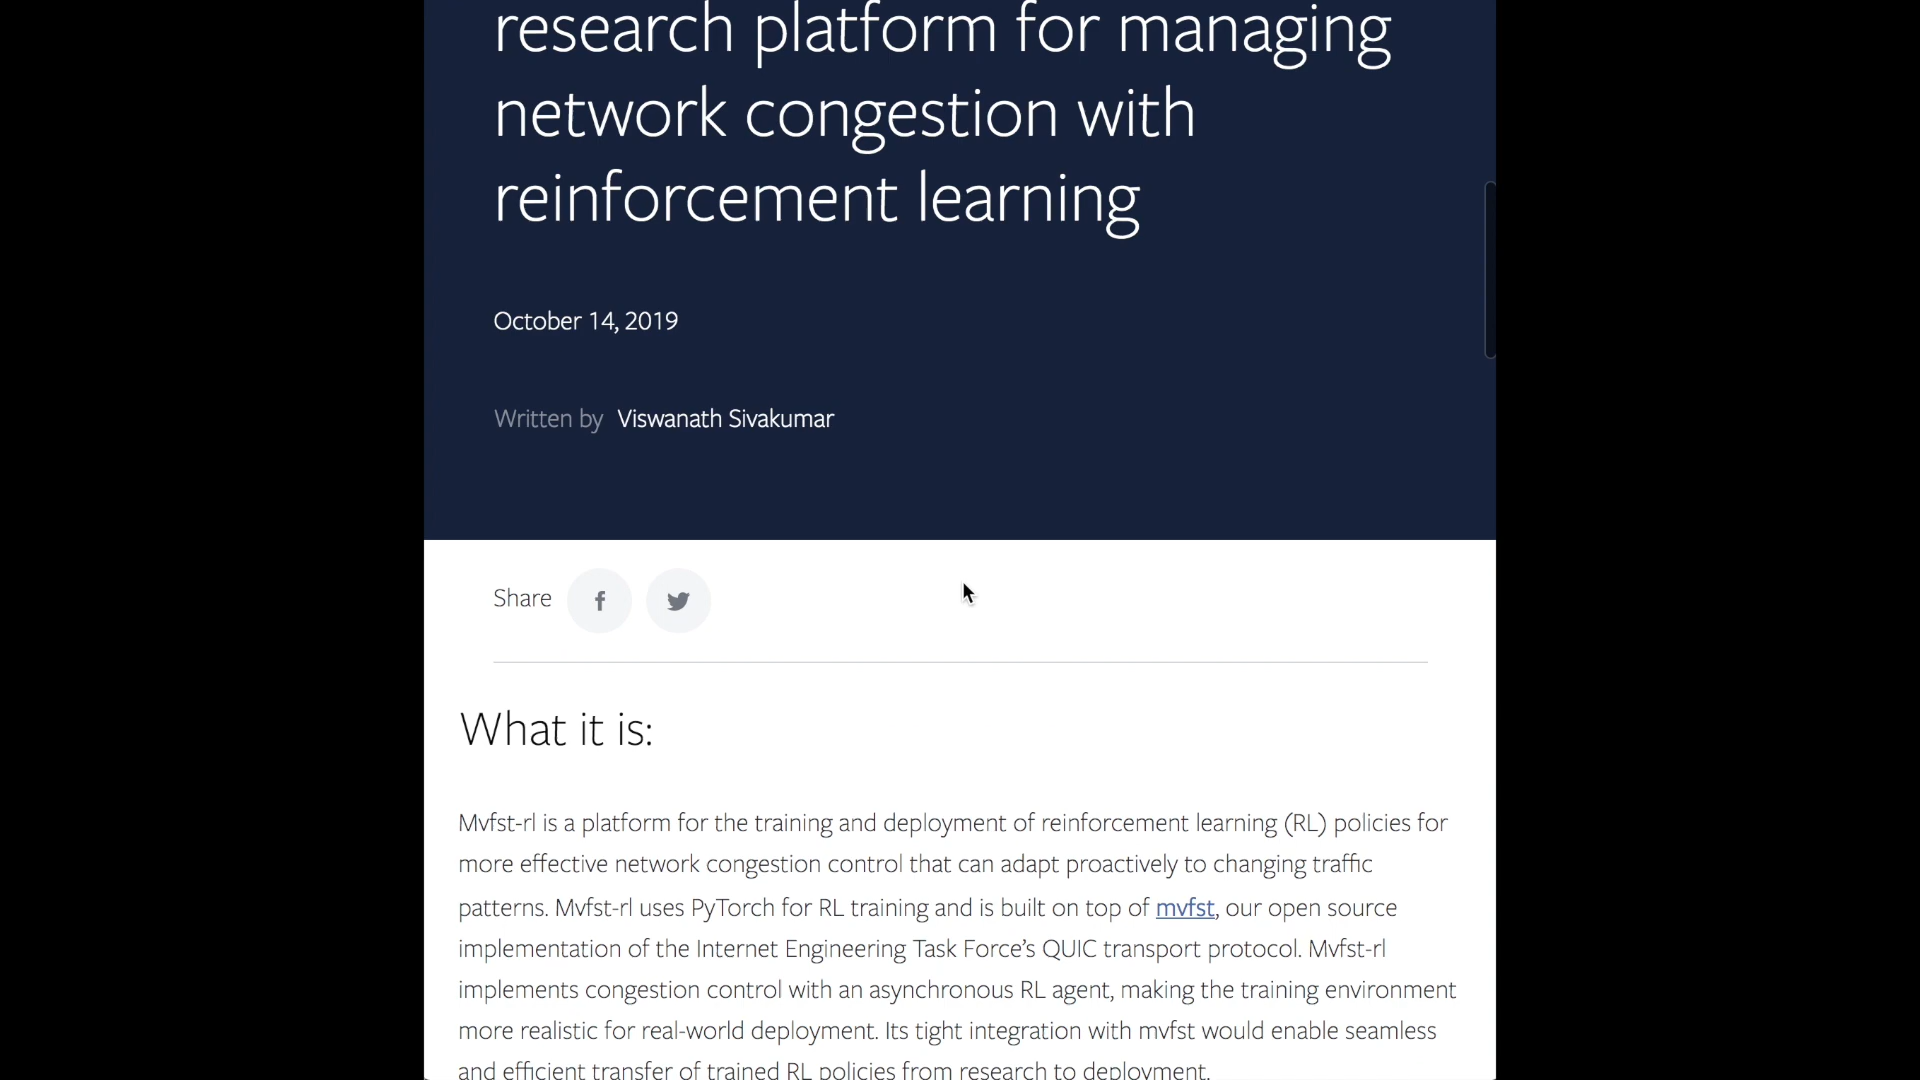 research platform for managing
network congestion with
reinforcement learning
October 14, 2019
Written by Viswanath Sivakumar
Share
What it is:
Mvfst-rl is a platform for the training and deployment of reinforcement learning (RL) policies for
more effective network congestion control that can adapt proactively to changing traffic
patterns. Mvfst-rl uses PyTorch for RL training and is built on top of mvfst, our open source
implementation of the Internet Engineering Task Force’s QUIC transport protocol. Mvfst-rl
implements congestion control with an asynchronous RL agent, making the training environment
more realistic for real-world deployment. Its tight integration with mvfst would enable seamless
and efficient transfer of trained RL policies from research to deployment.